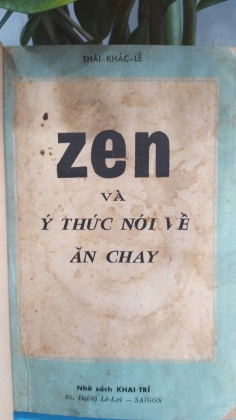 THÁI-KHẮC-LỄ
zen
VÀ
Ý THỨC NÓI VỀ
ĂN CHAY
Nhà sách KHAI-TRÍ
62, Đại-lộ Lê-Lợi — SAIGON